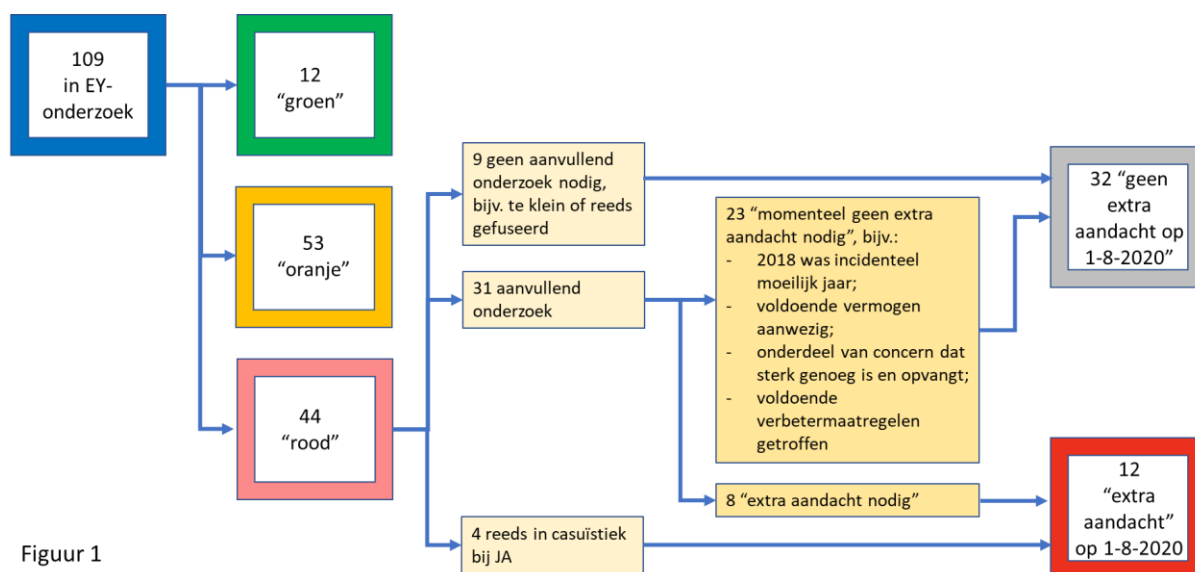 109
in EY-
onderzoek
12
“groen”
53
“oranje”
44
“rood”
9 geen aanvullend
onderzoek nodig,
bijv. te klein of reeds
gefuseerd
31 aanvullend
onderzoek
4 reeds in casuïstiek
bij JA
23 “momenteel geen extra
aandacht nodig”, bijv.:
- 2018 was incidenteel
moeilijk jaar;
- voldoende vermogen
aanwezig;
- onderdeel van concern dat
sterk genoeg is en opvangt;
- voldoende
verbetermaatregelen
getroffen
8 “extra aandacht nodig”
32 “geen
extra
aandacht op
1-8-2020”
12
“extra
aandacht”
op 1-8-2020
Figuur 1